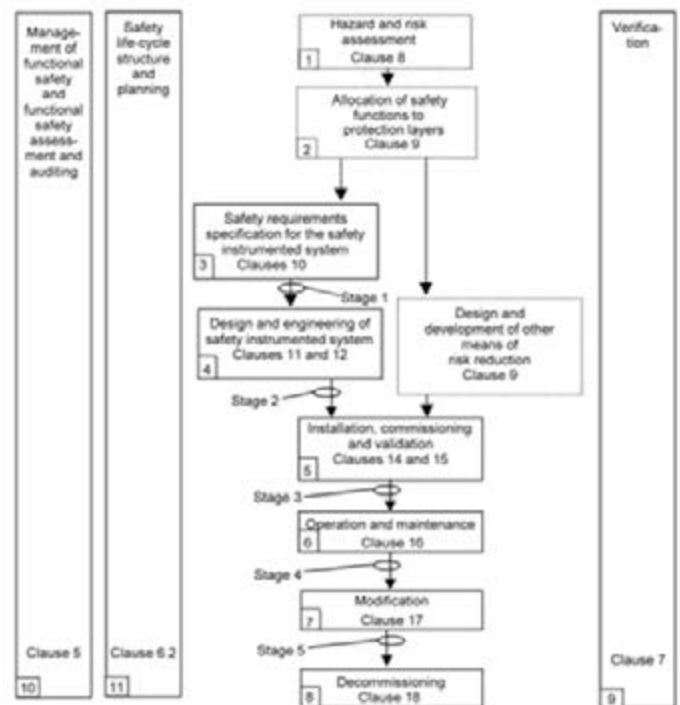 Manage-
ment of
functional
safety
and
functional
safety
assess-
ment and
auditing
Clause 5
10
Safety
life-cycle
structure
and
planning
Clause 6.2
11
Hazard and risk
assessment
Clause 8
1
Allocation of safety
functions to
protection layers
Clause 9
2
Safety requirements
specification for the safety
instrumented system
Clauses 10
3
Stage 1
Design and engineering of
safety instrumented system
Clauses 11 and 12
4
Design and
development of other
means of
risk reduction
Clause 9
Stage 2
Installation, commissioning
and validation
Clauses 14 and 15
5
Stage 3
Operation and maintenance
Clause 16
6
Stage 4
Modification
Clause 17
7
Stage 5
Decommissioning
Clause 18
8
Verifica-
tion
Clause 7
9